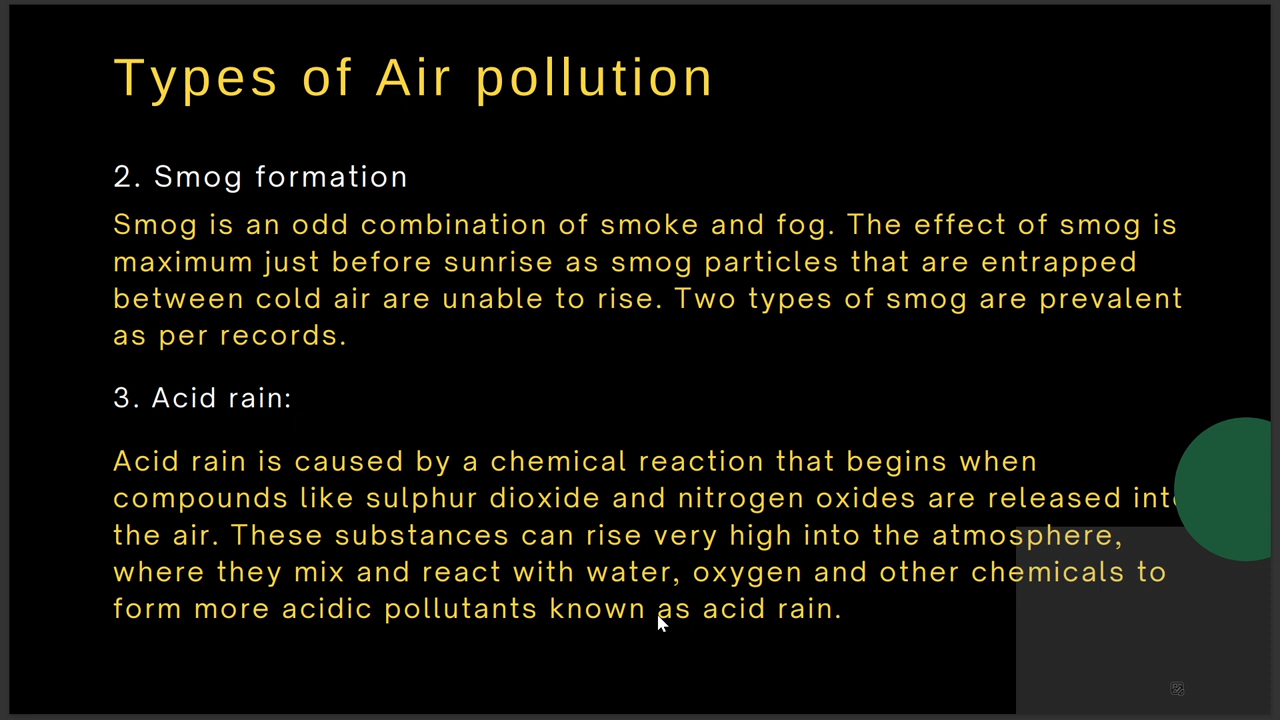 Types of Air pollution
2. Smog formation
Smog is an odd combination of smoke and fog. The effect of smog is
maximum just before sunrise as smog particles that are entrapped
between cold air are unable to rise. Two types of smog are prevalent
as per records.
3. Acid rain:
Acid rain is caused by a chemical reaction that begins when
compounds like sulphur dioxide and nitrogen oxides are released into
the air. These substances can rise very high into the atmosphere,
where they mix and react with water, oxygen and other chemicals to
form more acidic pollutants known as acid rain.